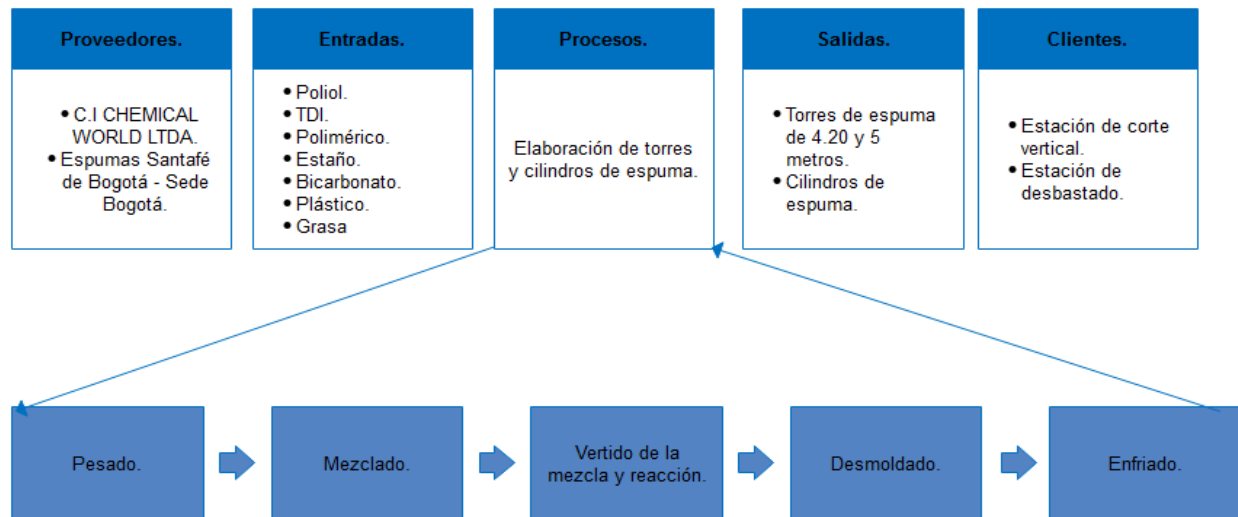 Proveedores.
• C.I CHEMICAL
WORLD LTDA.
• Espumas Santafé
de Bogotá - Sede
Bogotá.
Entradas.
• Poliol.
• TDI.
• Polimérico.
• Estaño.
• Bicarbonato.
• Plástico.
• Grasa
Procesos.
Elaboración de torres
y cilindros de espuma.
Salidas.
• Torres de espuma
de 4.20 y 5
metros.
• Cilindros de
espuma.
Clientes.
• Estación de corte
vertical.
• Estación de
desbastado.
Pesado.
Mezclado.
Vertido de la
mezcla y reacción.
Desmoldado.
Enfriado.